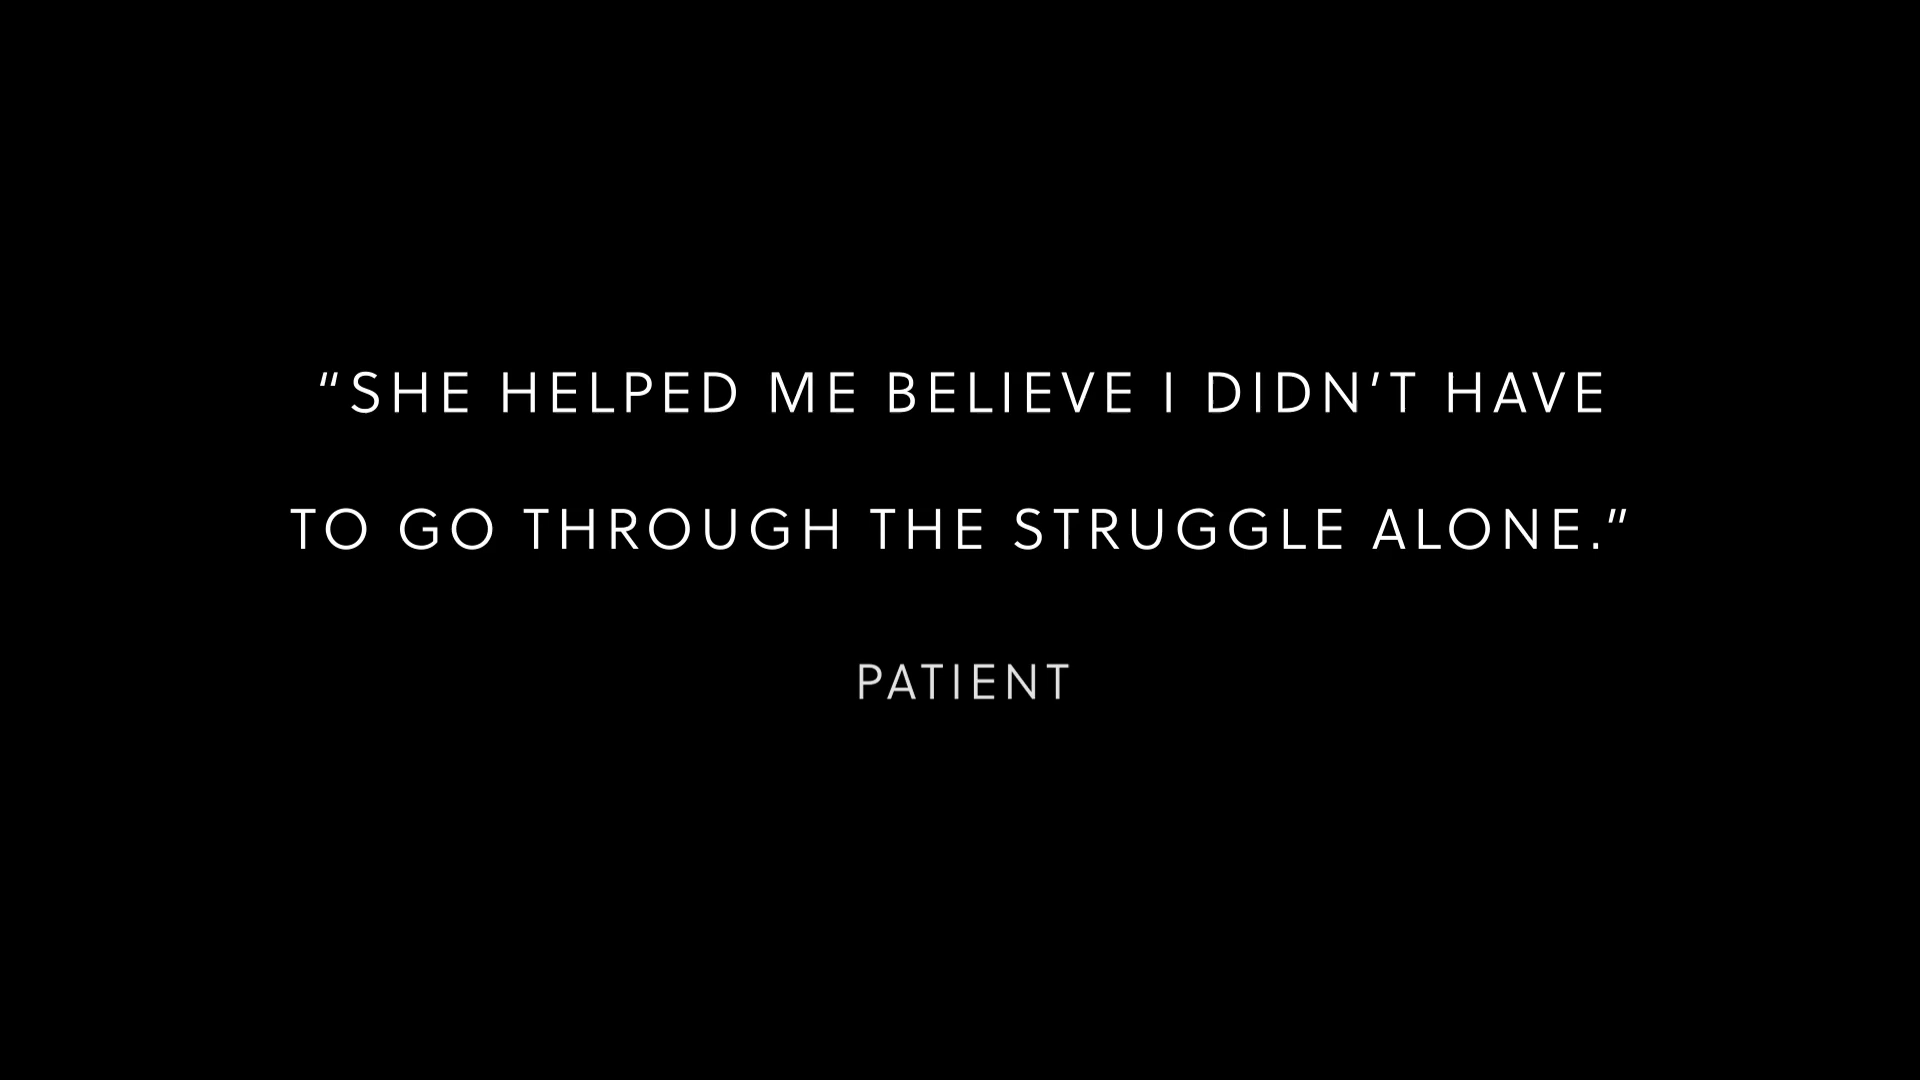 “SHE HELPED ME BELIEVE I DIDN’T HAVE
TO GO THROUGH THE STRUGGLE ALONE.”
PATIENT